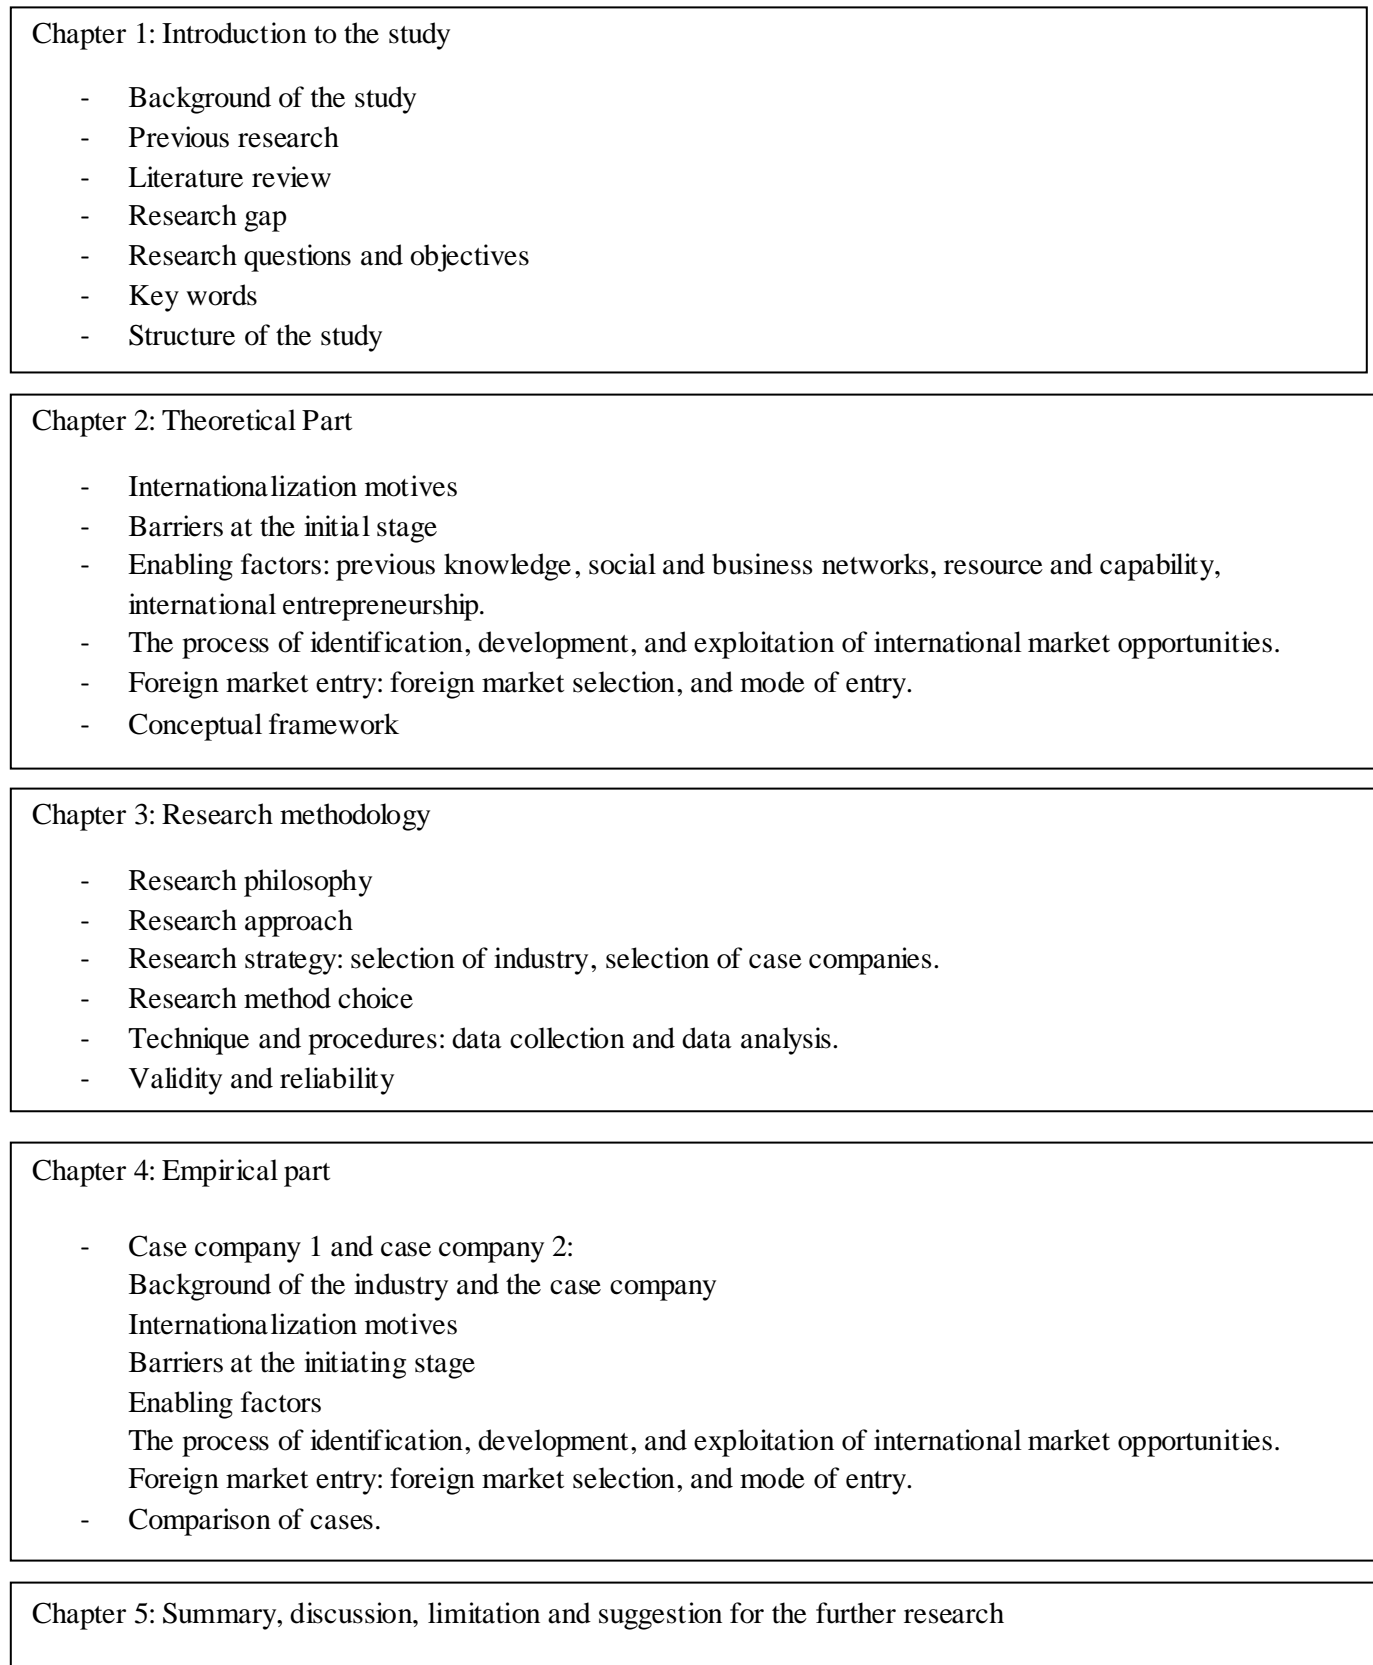 Chapter 1: Introduction to the study
- Background of the study
- Previous research
- Literature review
- Research gap
- Research questions and objectives
- Key words
- Structure of the study
Chapter 2: Theoretical Part
- Internationalization motives
- Barriers at the initial stage
- Enabling factors: previous knowledge, social and business networks, resource and capability,
international entrepreneurship.
- The process of identification, development, and exploitation of international market opportunities.
- Foreign market entry: foreign market selection, and mode of entry.
- Conceptual framework
Chapter 3: Research methodology
- Research philosophy
- Research approach
- Research strategy: selection of industry, selection of case companies.
- Research method choice
- Technique and procedures: data collection and data analysis.
- Validity and reliability
Chapter 4: Empirical part
- Case company 1 and case company 2:
Background of the industry and the case company
Internationalization motives
Barriers at the initiating stage
Enabling factors
The process of identification, development, and exploitation of international market opportunities.
Foreign market entry: foreign market selection, and mode of entry.
- Comparison of cases.
Chapter 5: Summary, discussion, limitation and suggestion for the further research